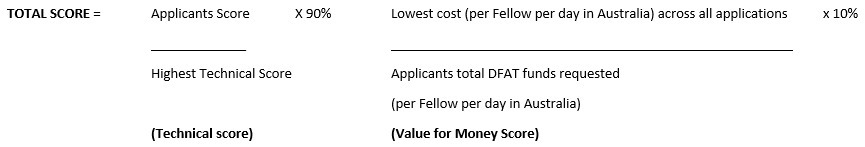 TOTAL SCORE = Applicants Score X 90% Lowest cost (per Fellow per day in Australia) across all applications x 10%
Highest Technical Score Applicants total DFAT funds requested
(per Fellow per day in Australia)
(Technical score) (Value for Money Score)